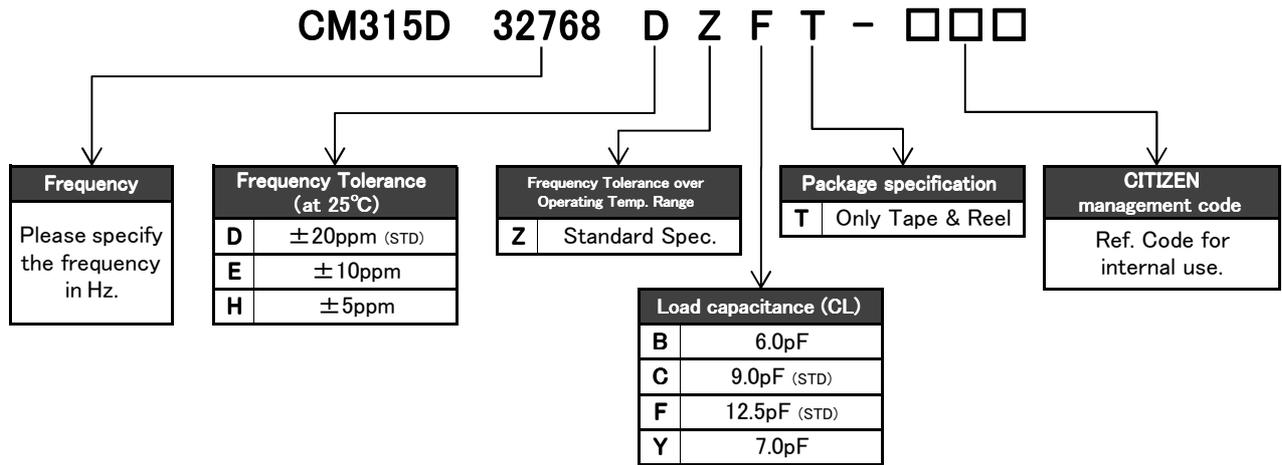 CM315D 32768 D Z F T - □□□
Frequency
Please specify
the frequency
in Hz.
Frequency Tolerance
(at 25℃)
D ±20ppm (STD)
E ±10ppm
H ±5ppm
Frequency Tolerance over
Operating Temp. Range
Z Standard Spec.
Load capacitance (CL)
B 6.0pF
C 9.0pF (STD)
F 12.5pF (STD)
Y 7.0pF
Package specification
T Only Tape & Reel
CITIZEN
management code
Ref. Code for
internal use.